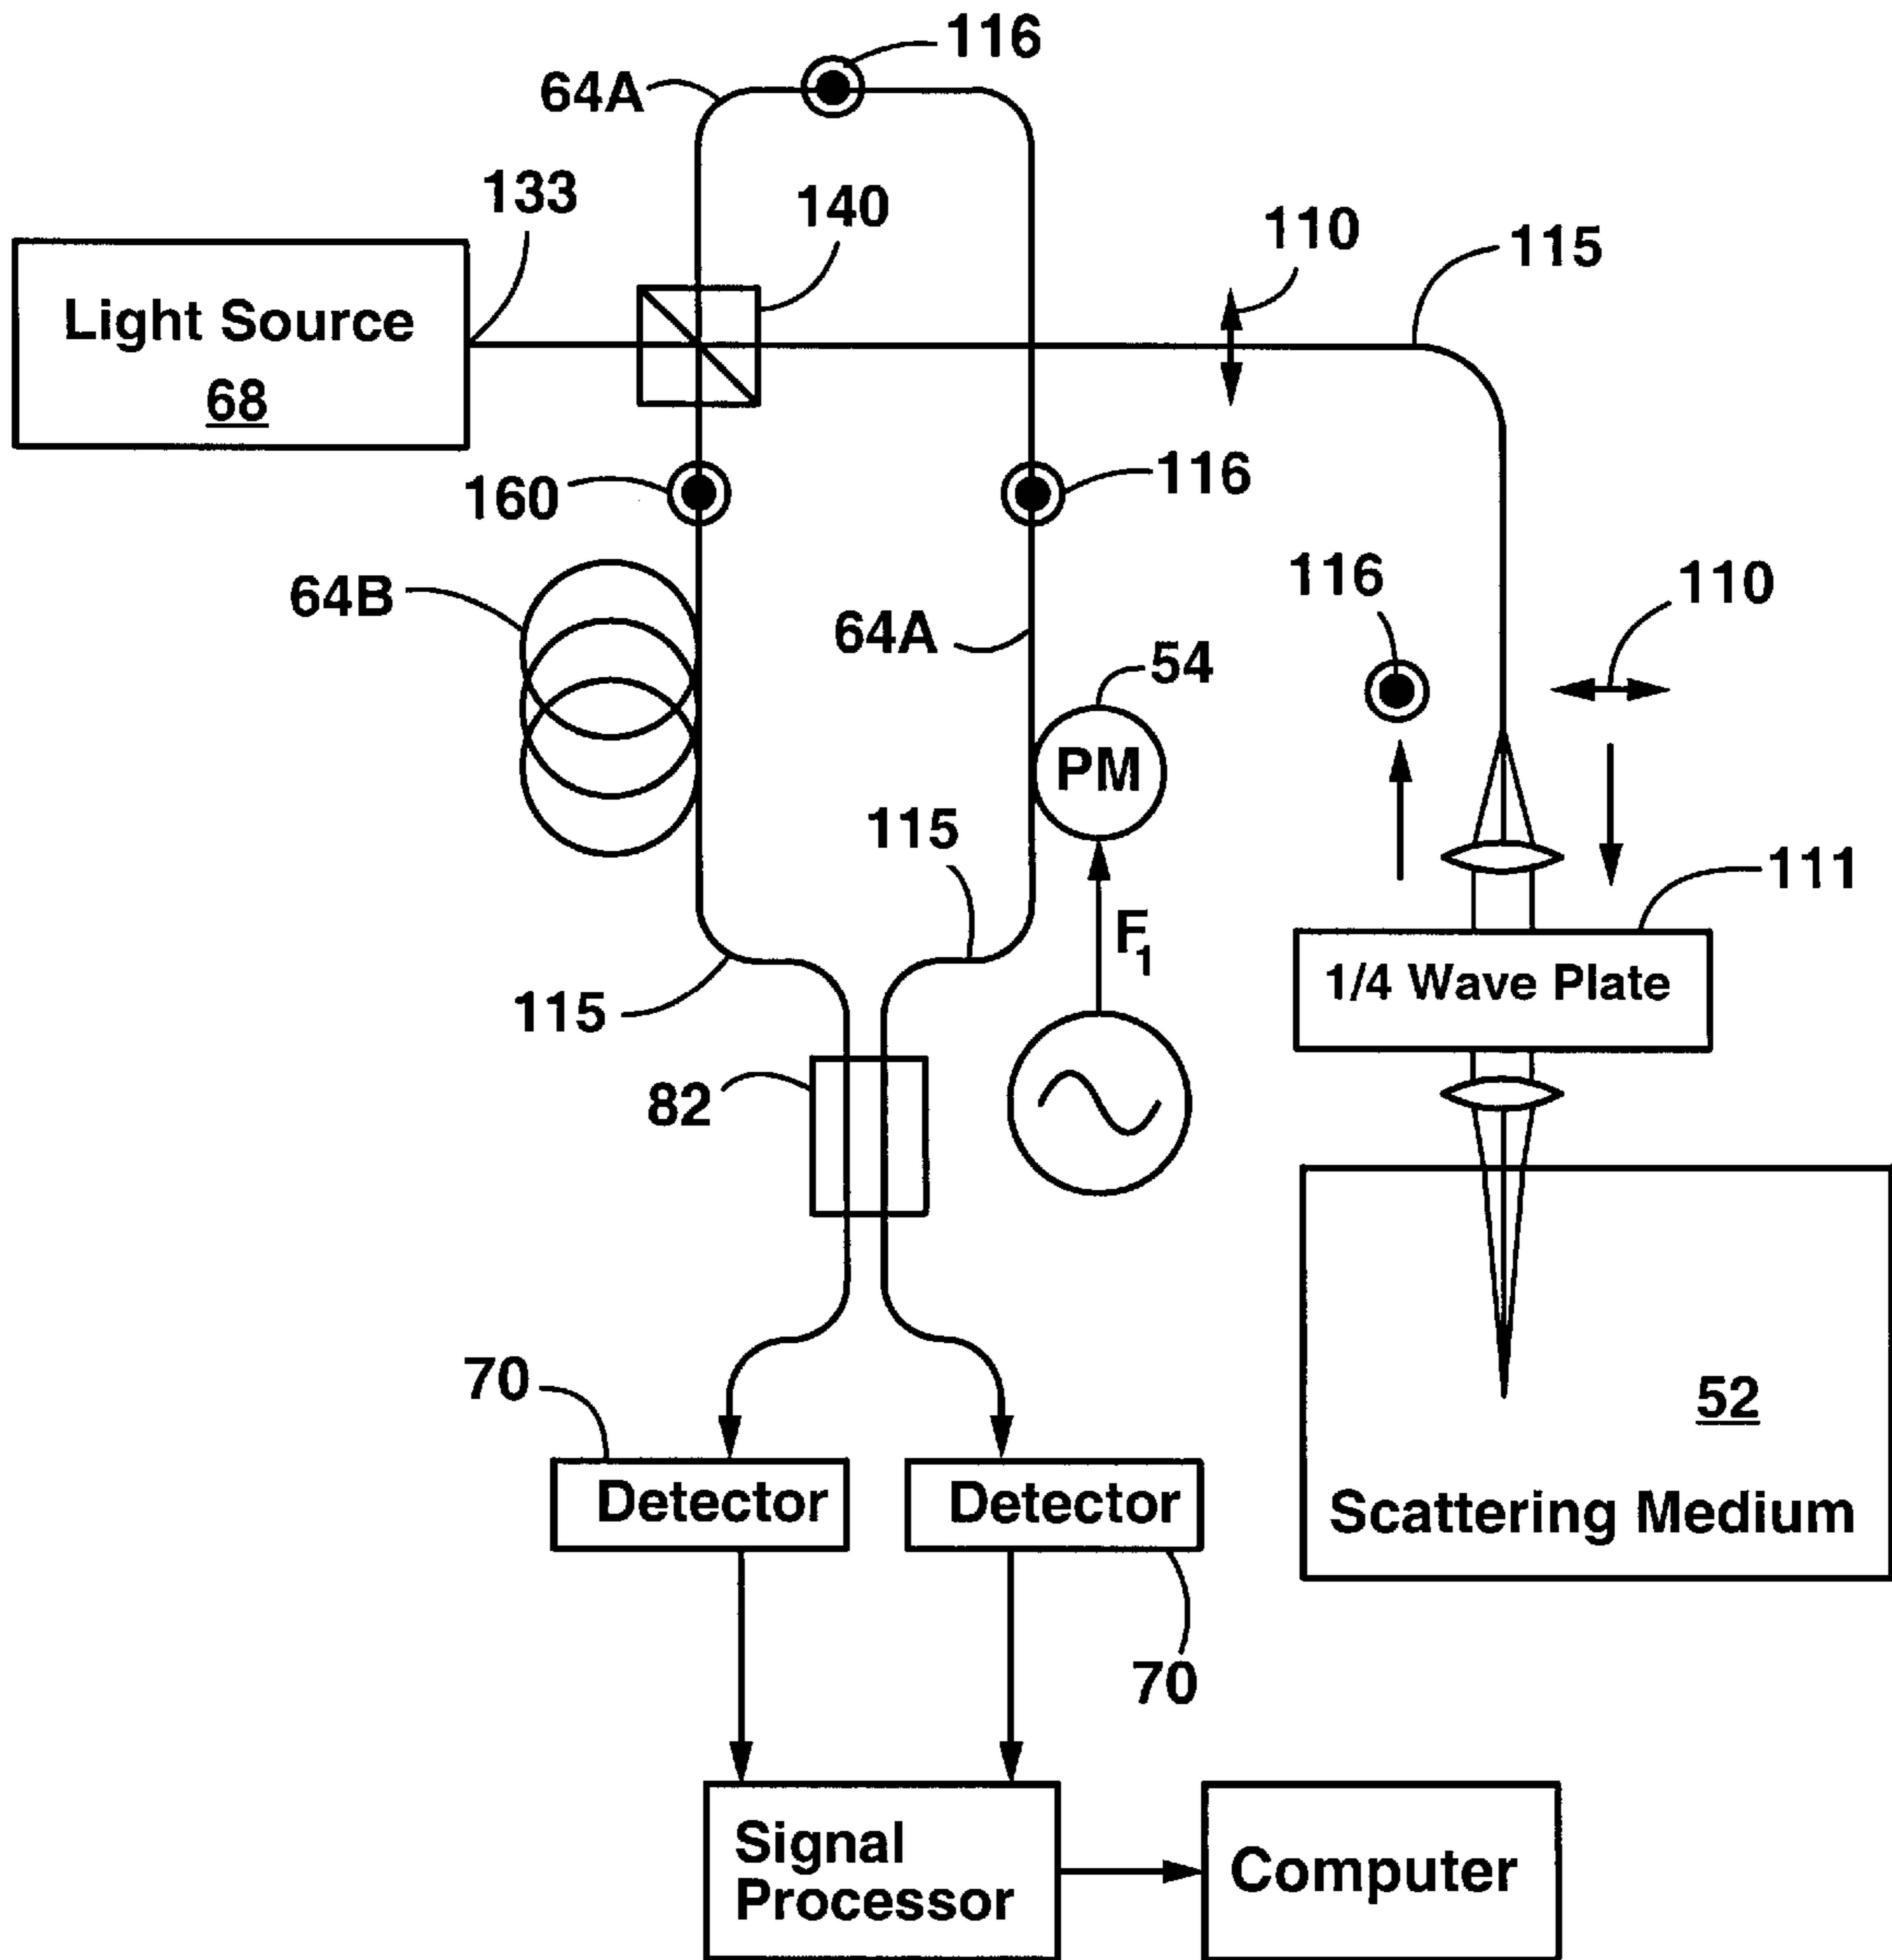 116
64A
133
140
110
115
Light Source
68
160
116
64B
64A
54
116
110
PM
115
111
F1
1/4 Wave Plate
115
82
70
Detector
Detector
52
Scattering Medium
70
Signal
Processor
Computer